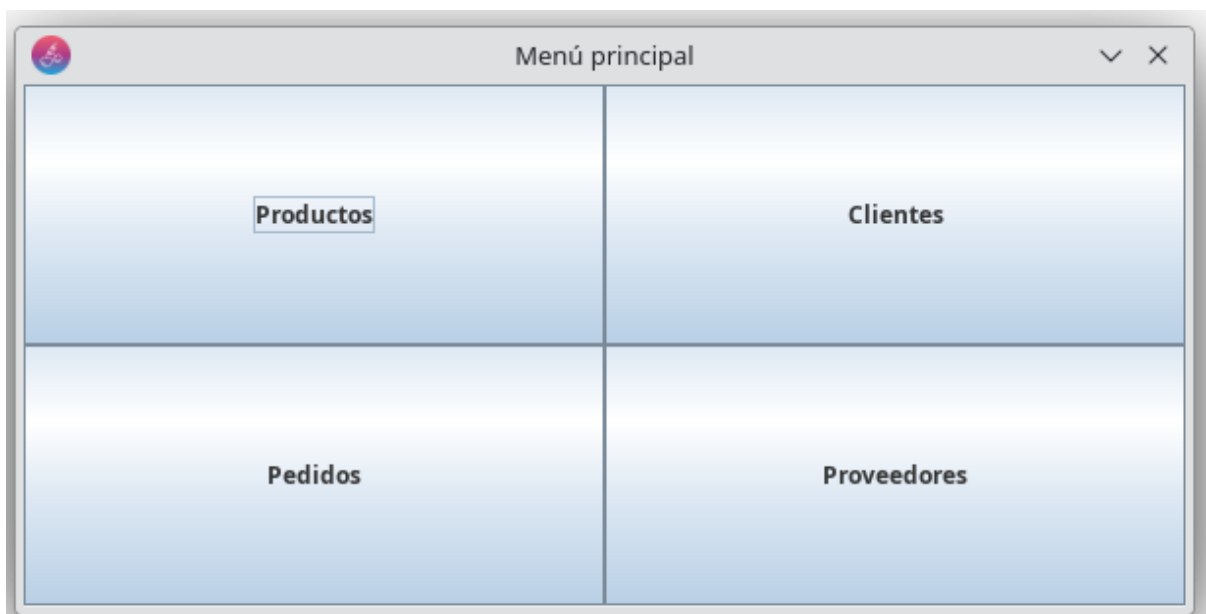 Menú principal
Productos
Clientes
Pedidos
Proveedores